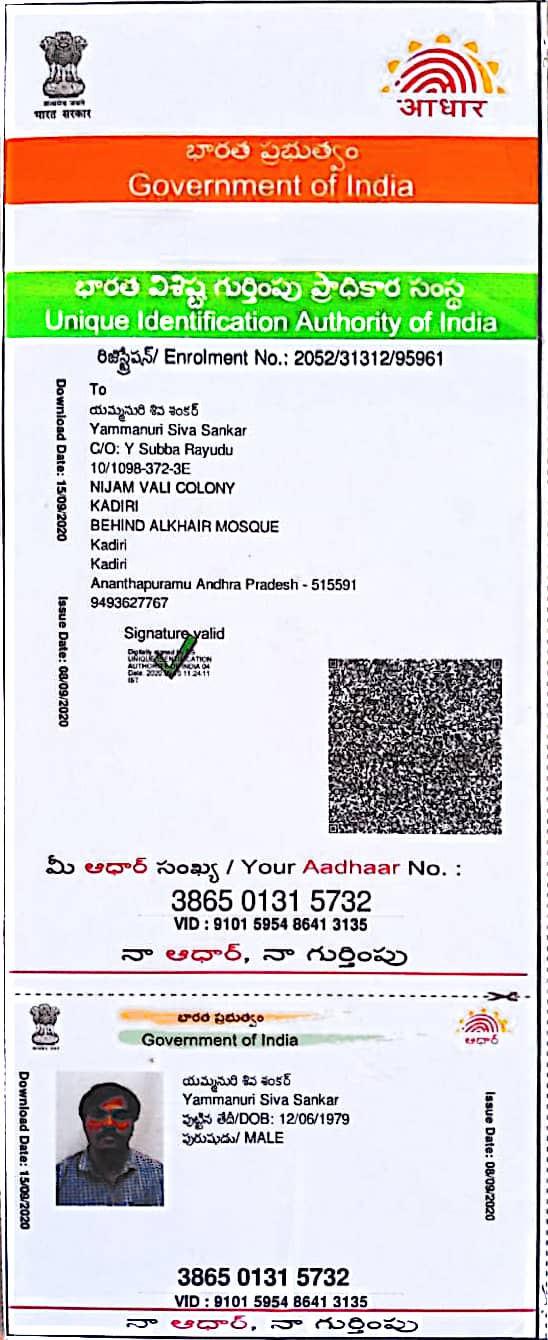 सत्यमेव जयते
भारत सरकार
आधार
భారత ప్రభుత్వం
Government of India
భారత విశిష్ట గుర్తింపు ప్రాధికార సంస్థ
Unique Identification Authority of India
రిజిస్ట్రేషన్/ Enrolment No.: 2052/31312/95961
Download Date: 15/09/2020
Issue Date: 08/09/2020
To
యమ్మనురి శివ శంకర్
Yammanuri Siva Sankar
C/O: Y Subba Rayudu
10/1098-372-3E
NIJAM VALI COLONY
KADIRI
BEHIND ALKHAIR MOSQUE
Kadiri
Kadiri
Ananthapuramu Andhra Pradesh - 515591
9493627767
Signature valid
Digitally signed
UNIQUE IDENTIFICATION
AUTHORITY OF INDIA 04
Date: 11:24:11
IST
మీ ఆధార్ సంఖ్య / Your Aadhaar No. :
3865 0131 5732
VID : 9101 5954 8641 3135
నా ఆధార్, నా గుర్తింపు
భారత ప్రభుత్వం
Government of India
ఆధార్
Download Date: 15/09/2020
యమ్మనురి శివ శంకర్
Yammanuri Siva Sankar
పుట్టిన తేదీ/DOB: 12/06/1979
పురుషుడు/ MALE
Issue Date: 08/09/2020
3865 0131 5732
VID : 9101 5954 8641 3135
నా ఆధార్, నా గుర్తింపు